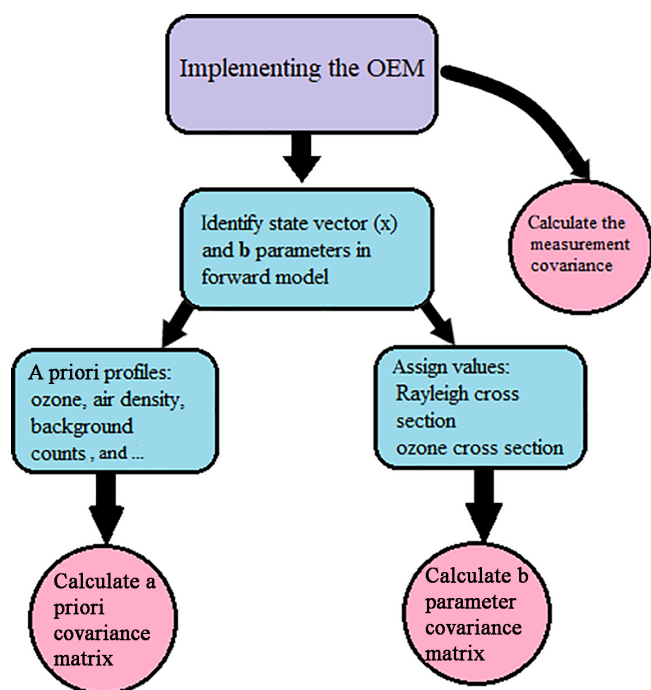 Implementing the OEM
Calculate the
measurement
covariance
Identify state vector (x)
and b parameters in
forward model
A priori profiles:
ozone, air density,
background
counts , and ...
Assign values:
Rayleigh cross
section
ozone cross section
Calculate a
priori
covariance
matrix
Calculate b
parameter
covariance
matrix